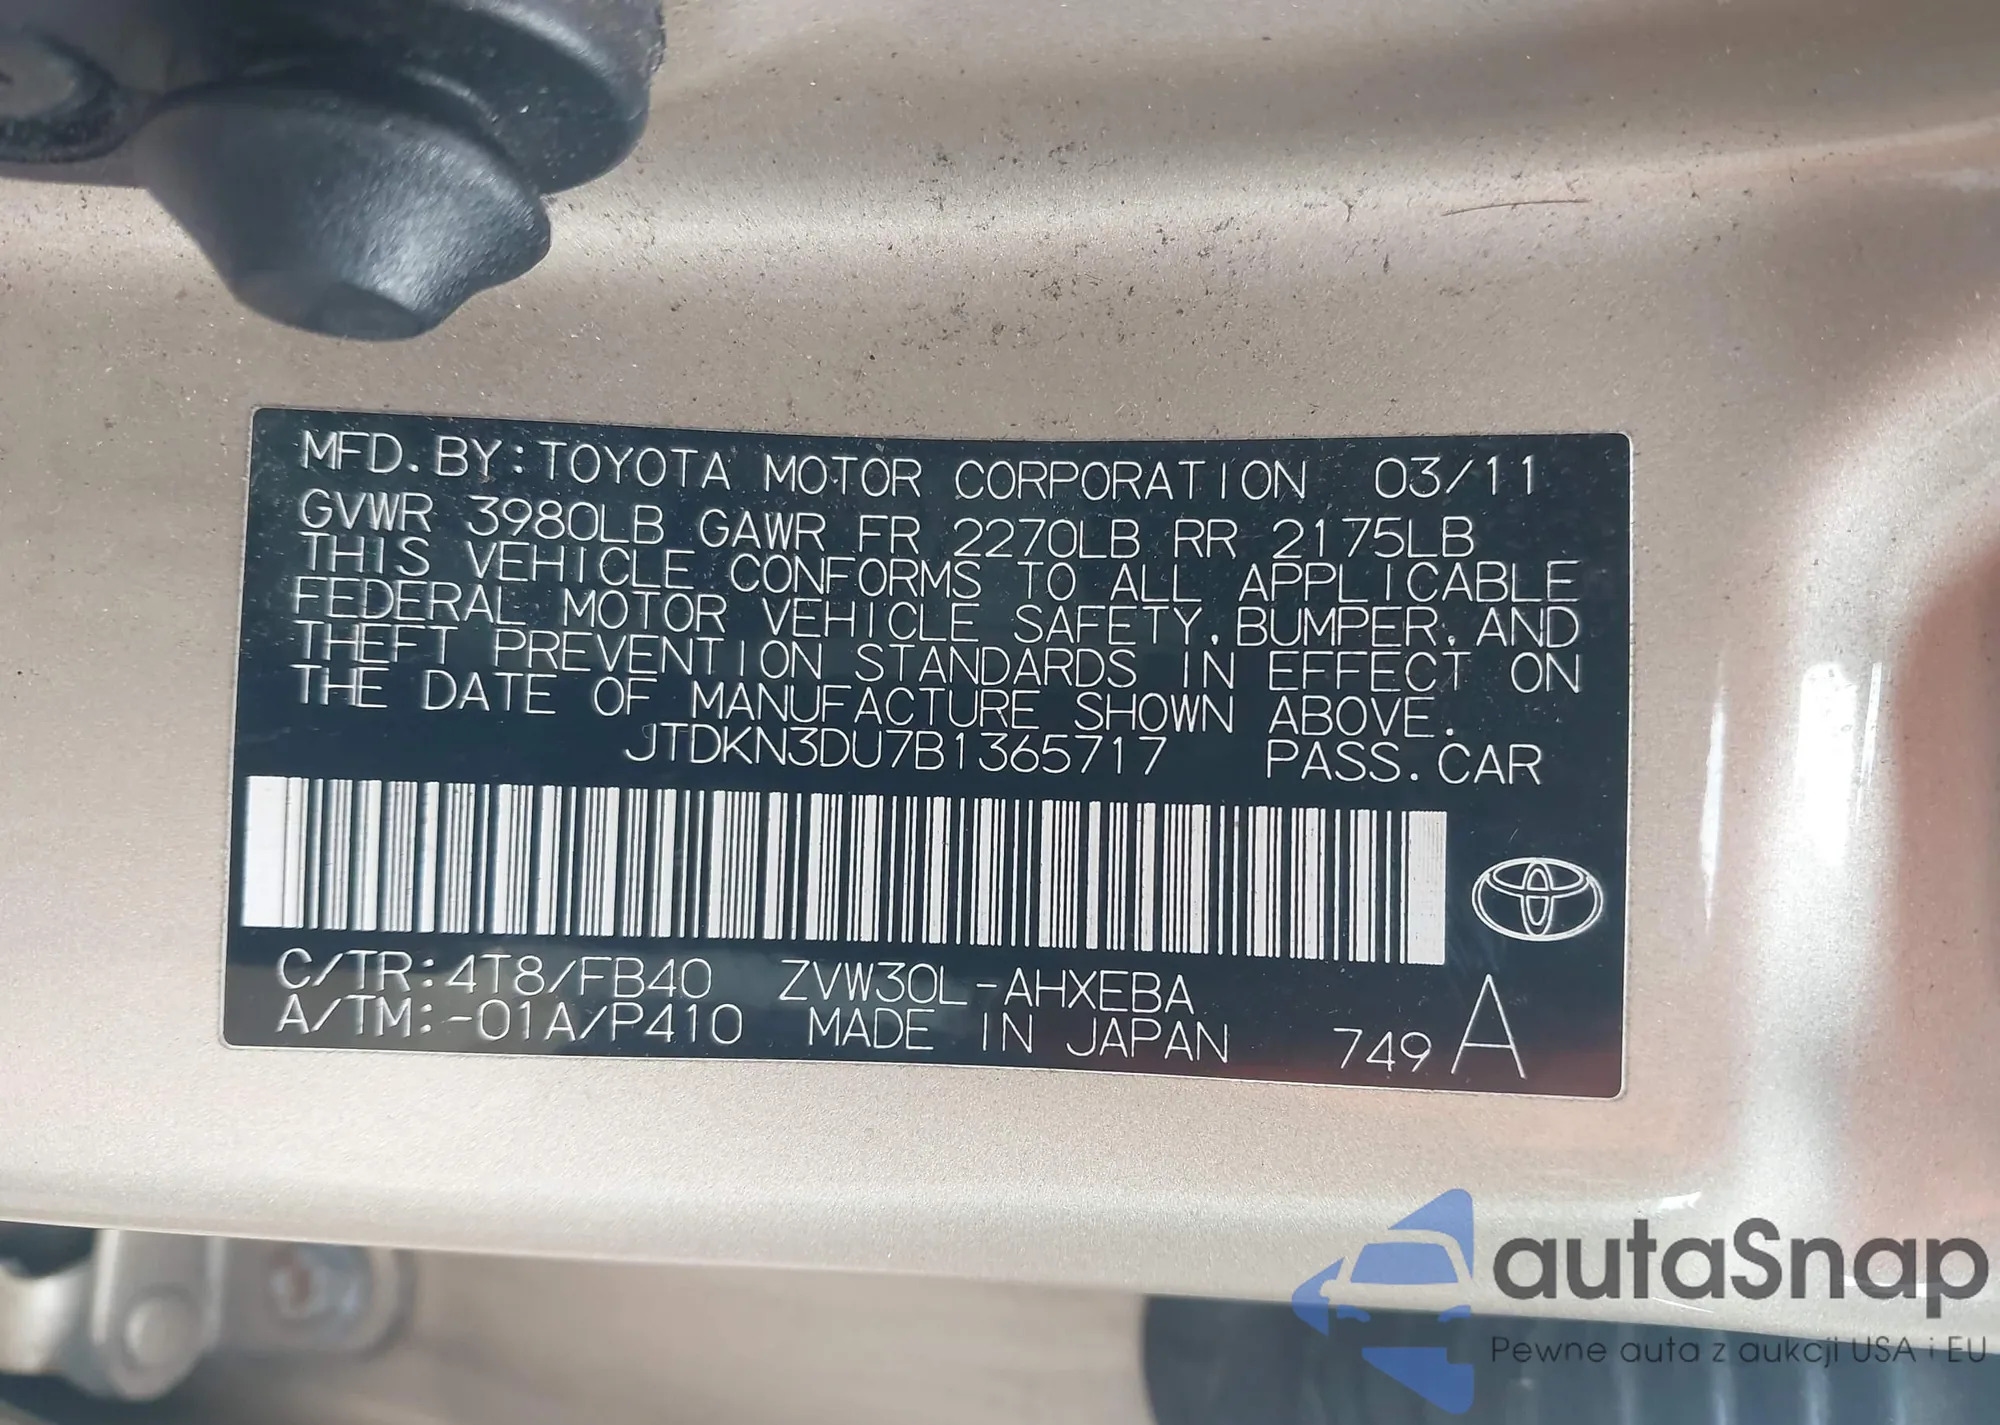 MFD. BY: TOYOTA MOTOR CORPORATION 03/11
GVWR 3980LB GAWR FR 2270LB RR 2175LB
THIS VEHICLE CONFORMS TO ALL APPLICABLE
FEDERAL MOTOR VEHICLE SAFETY, BUMPER, AND
THEFT PREVENTION STANDARDS IN EFFECT ON
THE DATE OF MANUFACTURE SHOWN ABOVE.
JTDKN3DU7B1365717 PASS. CAR
C/TR: 4T8/FB40 ZVW30L-AHXEBA
A/TM: -01A/P410 MADE IN JAPAN 749 A
autaSnap
Pewne auta z aukcji USA i EU